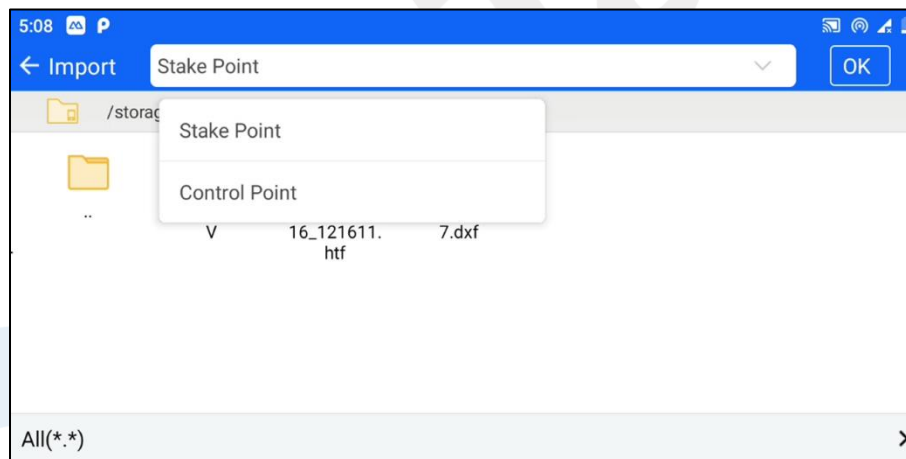 5:08
Import
Stake Point
OK
/storag
Stake Point
Control Point
..
V
16_121611.
htf
7.dxf
All(*.*)